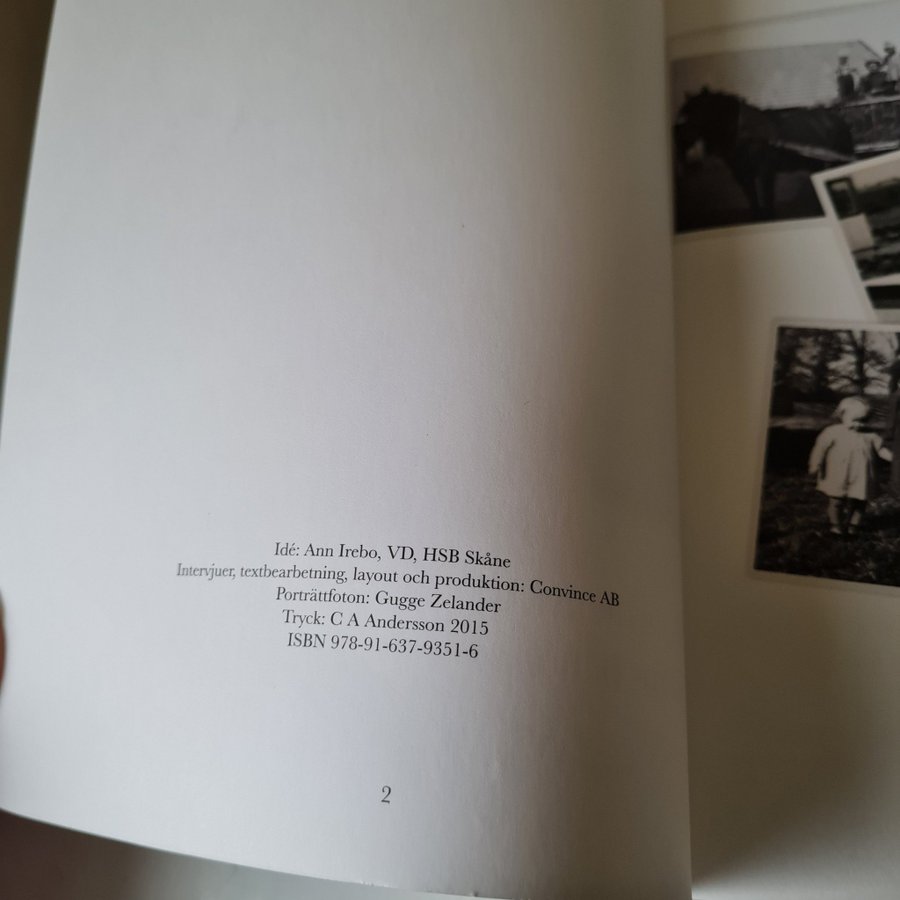 Idé: Ann Irebo, VD, HSB Skåne
Intervjuer, textbearbetning, layout och produktion: Convince AB
Porträttfoton: Gugge Zelander
Tryck: C A Andersson 2015
ISBN 978-91-637-9351-6
2